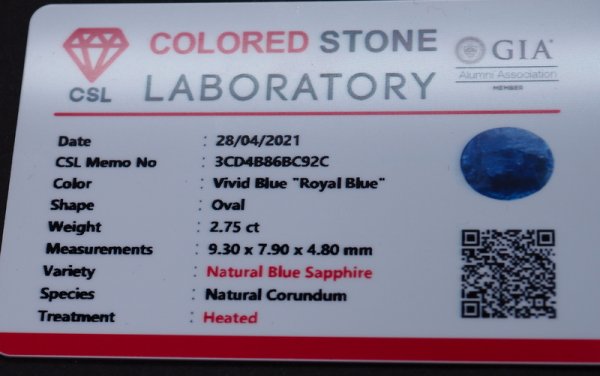 COLORED STONE
LABORATORY
CSL
GIA
Alumni Association
MEMBER
Date : 28/04/2021
CSL Memo No : 3CD4B86BC92C
Color : Vivid Blue "Royal Blue"
Shape : Oval
Weight : 2.75 ct
Measurements : 9.30 x 7.90 x 4.80 mm
Variety : Natural Blue Sapphire
Species : Natural Corundum
Treatment : Heated